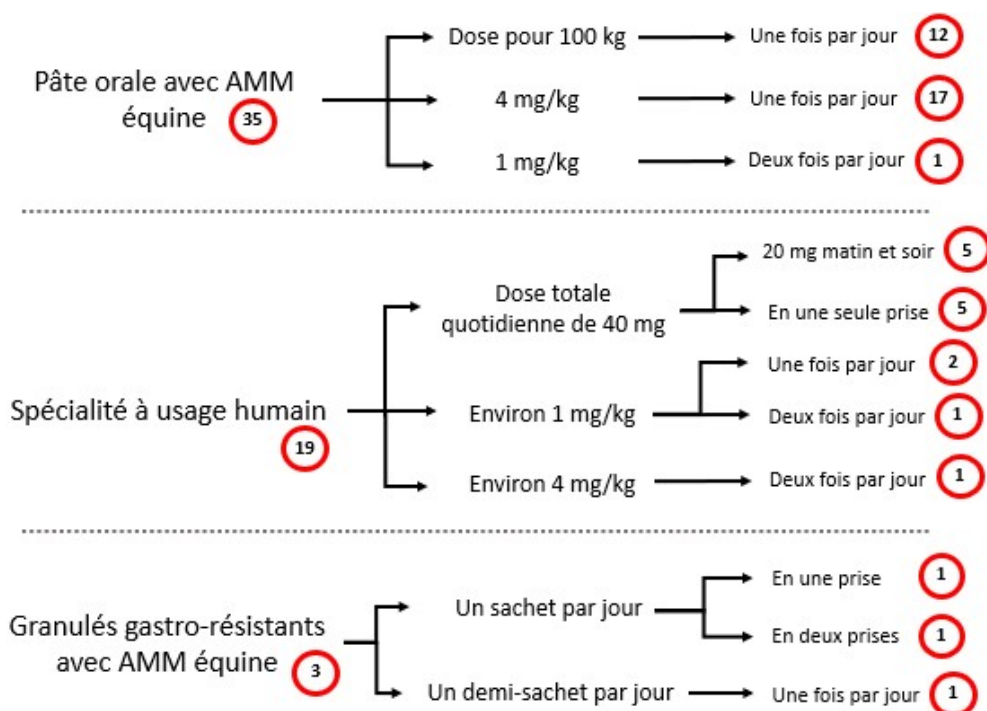 Dose pour 100 kg Une fois par jour 12
Pâte orale avec AMM
équine 35
4 mg/kg Une fois par jour 17
1 mg/kg Deux fois par jour 1
20 mg matin et soir 5
Dose totale
quotidienne de 40 mg
En une seule prise 5
Une fois par jour 2
Spécialité à usage humain
19
Environ 1 mg/kg
Deux fois par jour 1
Environ 4 mg/kg Deux fois par jour 1
En une prise 1
Un sachet par jour
Granulés gastro-résistants
avec AMM équine 3
En deux prises 1
Un demi-sachet par jour Une fois par jour 1